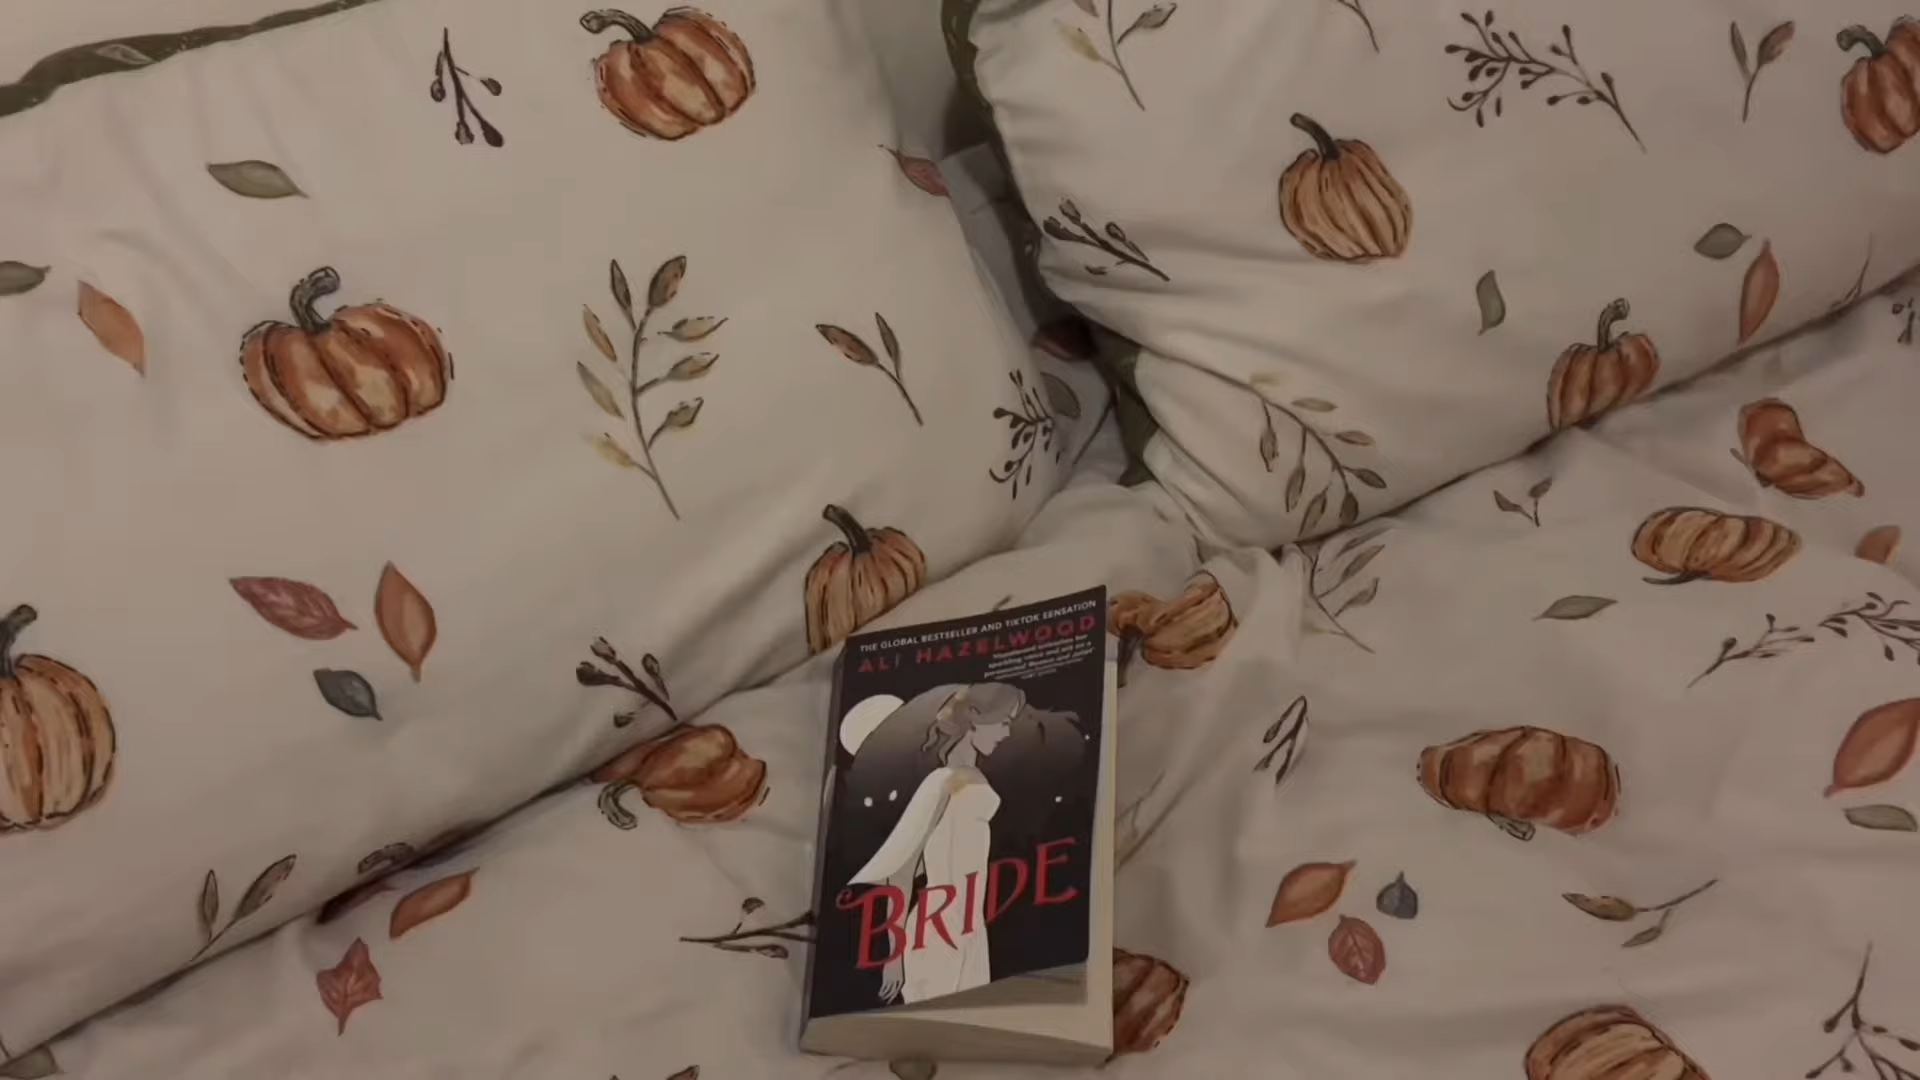 THE GLOBAL BESTSELLER AND TIKTOK SENSATION
ALI HAZELWOOD
BRIDE